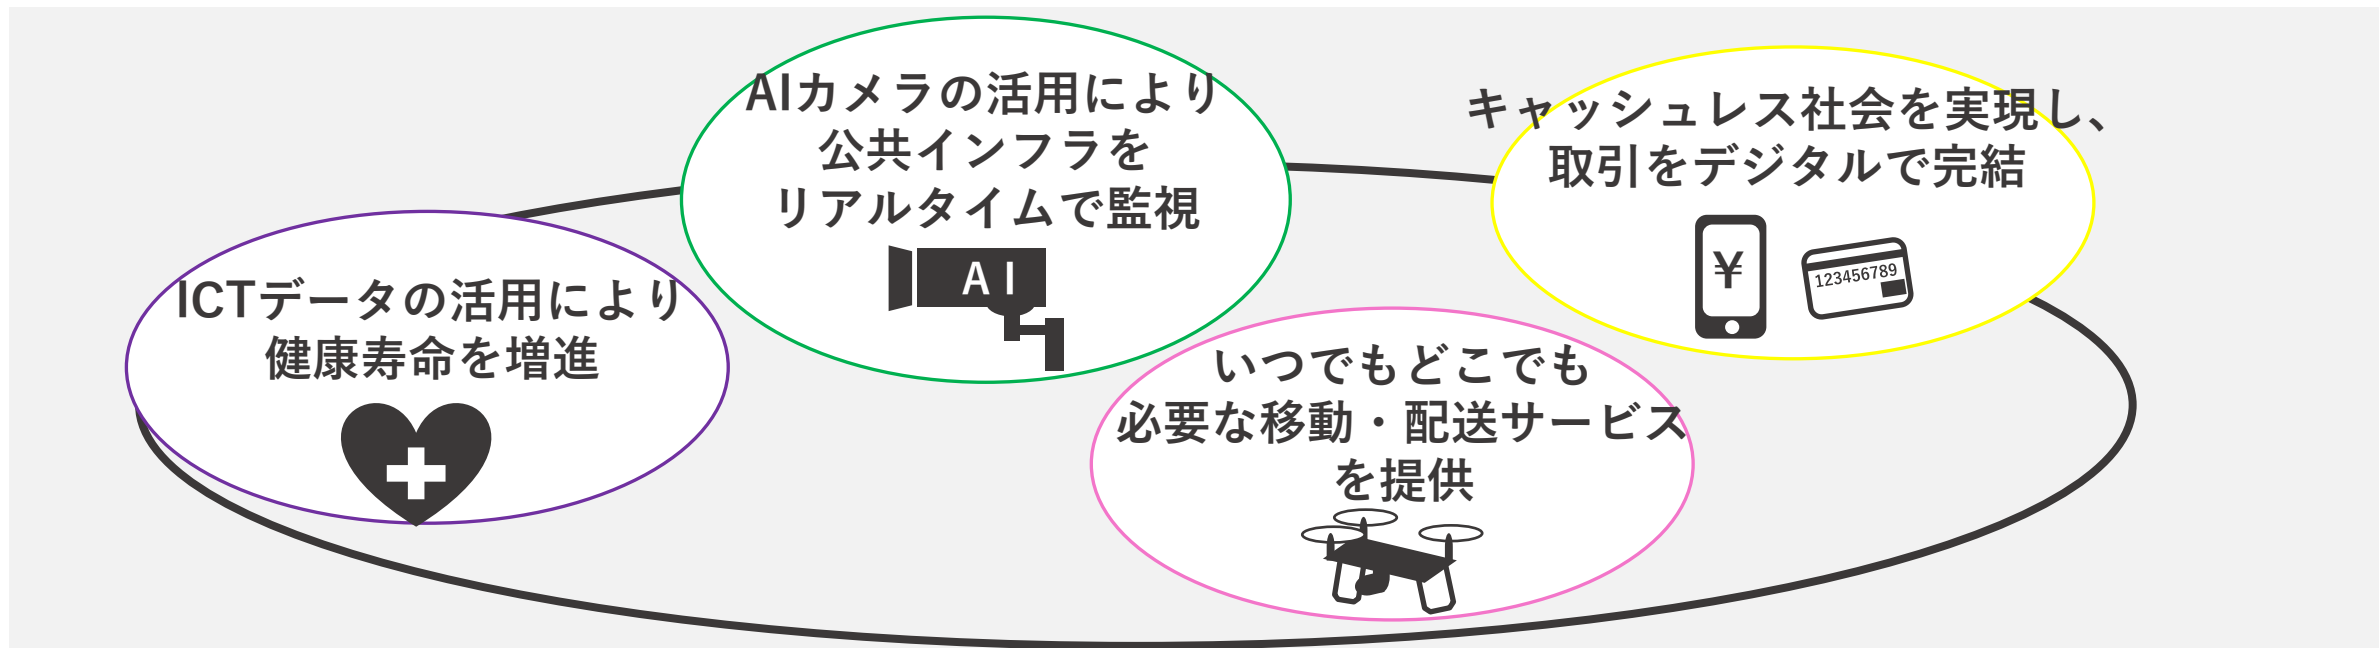 AIカメラの活用により
公共インフラを
リアルタイムで監視
AI
キャッシュレス社会を実現し、
取引をデジタルで完結
¥
123456789
ICTデータの活用により
健康寿命を増進
いつでもどこでも
必要な移動・配送サービス
を提供